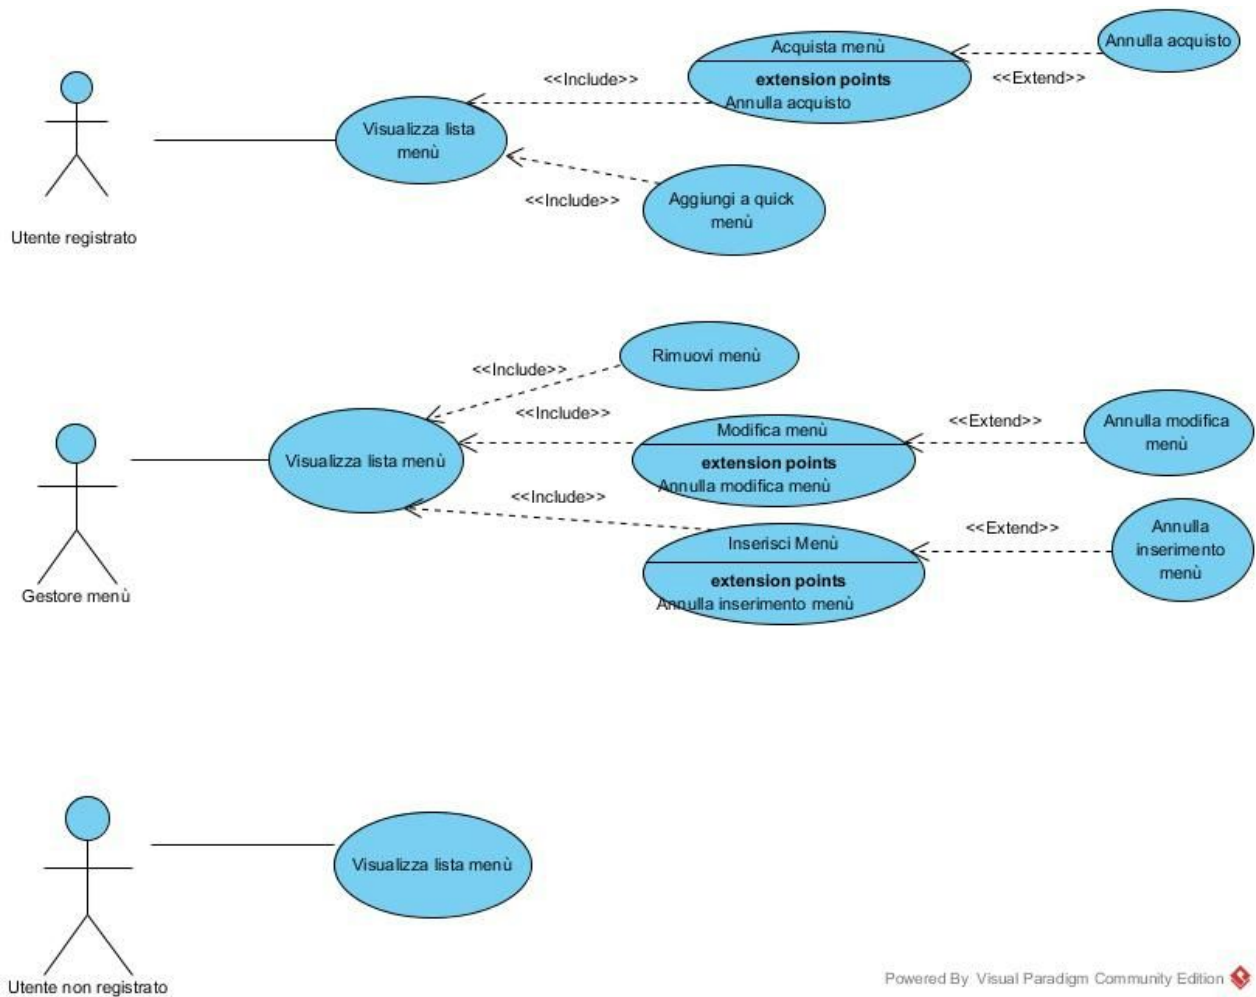 Annulla acquisto
Acquista menù
<<Include>>
extension points
<<Extend>>
Annulla acquisto
Visualizza lista
menù
<<Include>>
Aggiungi a quick
menù
Utente registrato
Rimuovi menù
<<Include>>
<<Include>>
Modifica menù
<<Extend>>
Annulla modifica
menù
Visualizza lista menù
extension points
Annulla modifica menù
<<Include>>
Inserisci Menù
<<Extend>>
Annulla
inserimento
menù
extension points
Annulla inserimento menù
Gestore menù
Visualizza lista menù
Utente non registrato
Powered By Visual Paradigm Community Edition